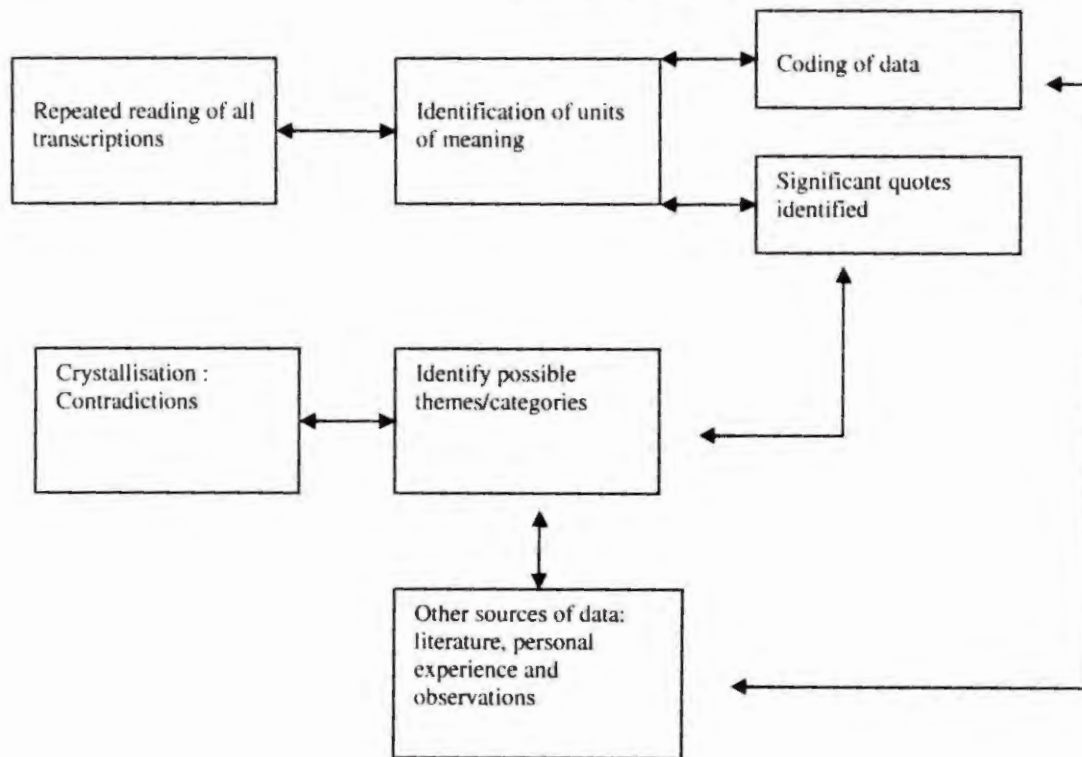 Repeated reading of all
transcriptions
Identification of units
of meaning
Coding of data
Significant quotes
identified
Crystallisation :
Contradictions
Identify possible
themes/categories
Other sources of data:
literature, personal
experience and
observations